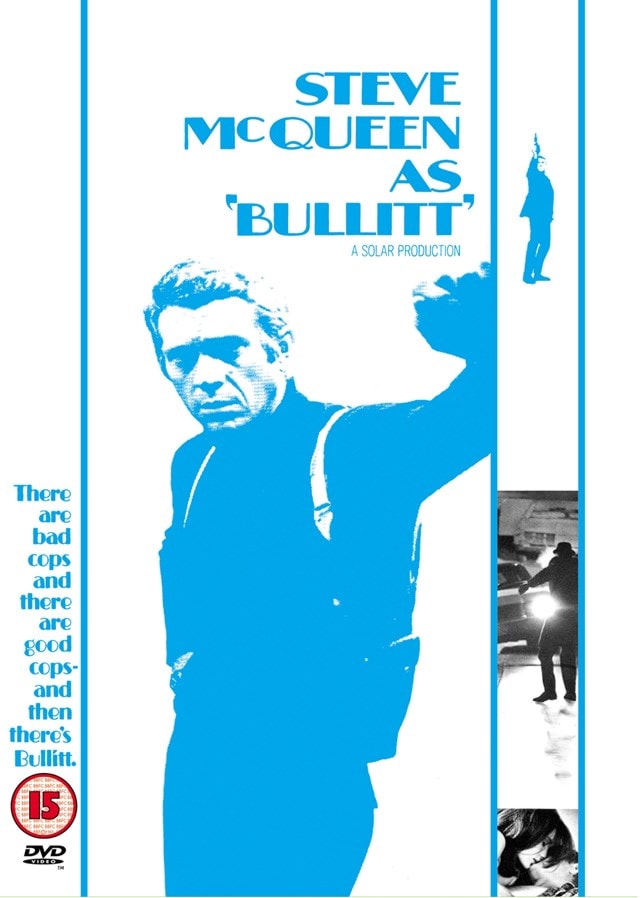 STEVE
McQUEEN
AS
'BULLITT'
A SOLAR PRODUCTION
There
are
bad
cops
and
there
are
good
cops-
and
then
there's
Bullitt.
15
DVD
VIDEO
TM